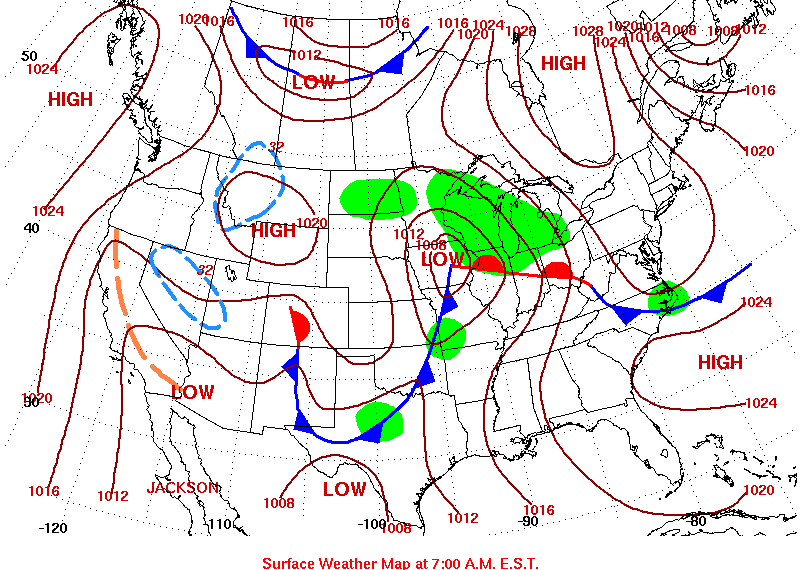 1020 1016 1016 1016 1016 1024 1028 1028 1020 1012 1008 1008 1012
1020 1024 1016
50 1024 1012 HIGH
HIGH LOW 1016
32 1020
1024
40 HIGH 1020 1012 1008
32 LOW
1024
HIGH
1020 30 LOW 1024
1016 1012 JACKSON LOW 1020
1008 1016
1012
-120 -110 -100 1008 -90 -80
Surface Weather Map at 7:00 A.M. E.S.T.